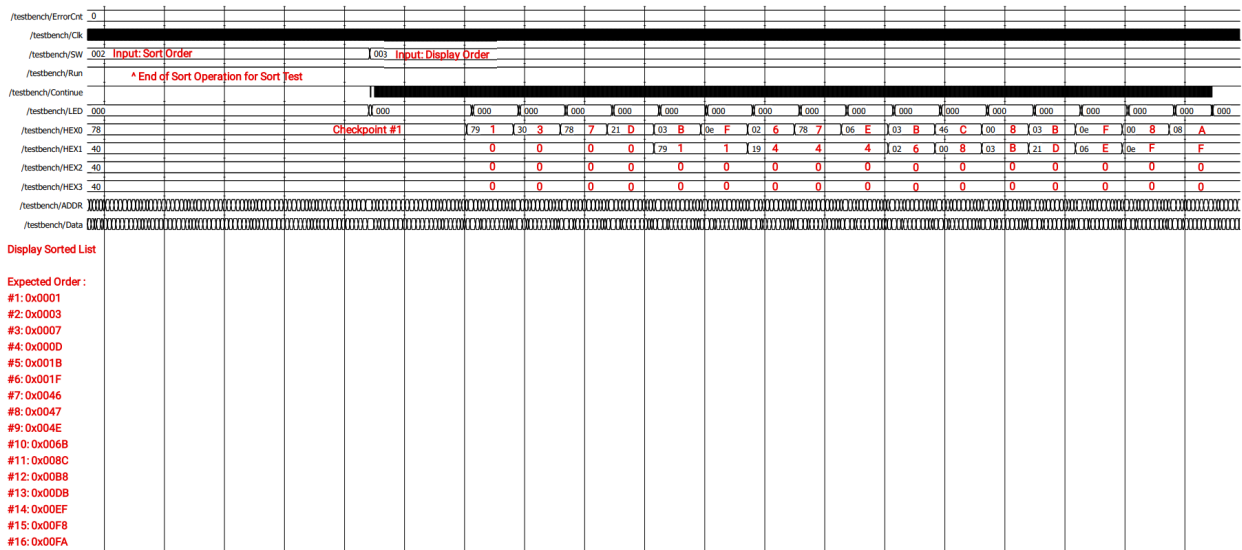 /testbench/ErrorCnt 0
/testbench/Clk
/testbench/SW 002 Input: Sort Order 003 Input: Display Order
/testbench/Run ^ End of Sort Operation for Sort Test
/testbench/Continue
/testbench/LED 000 000 000 000 000 000 000 000 000 000 000 000 000 000 000 000 000 000 000
/testbench/HEX0 78 Checkpoint #1 79 1 30 3 78 7 21 D 03 B 0e F 02 6 78 7 06 E 03 B 46 C 00 8 03 B 0e F 00 8 08 A
/testbench/HEX1 40 0 0 0 0 79 1 1 19 4 4 4 02 6 00 8 03 B 21 D 06 E 0e F F
/testbench/HEX2 40 0 0 0 0 0 0 0 0 0 0 0 0 0 0 0 0
/testbench/HEX3 40 0 0 0 0 0 0 0 0 0 0 0 0 0 0 0 0
/testbench/ADDR
/testbench/Data
Display Sorted List
Expected Order :
#1: 0x0001
#2: 0x0003
#3: 0x0007
#4: 0x000D
#5: 0x001B
#6: 0x001F
#7: 0x0046
#8: 0x0047
#9: 0x004E
#10: 0x006B
#11: 0x008C
#12: 0x00B8
#13: 0x00DB
#14: 0x00EF
#15: 0x00F8
#16: 0x00FA